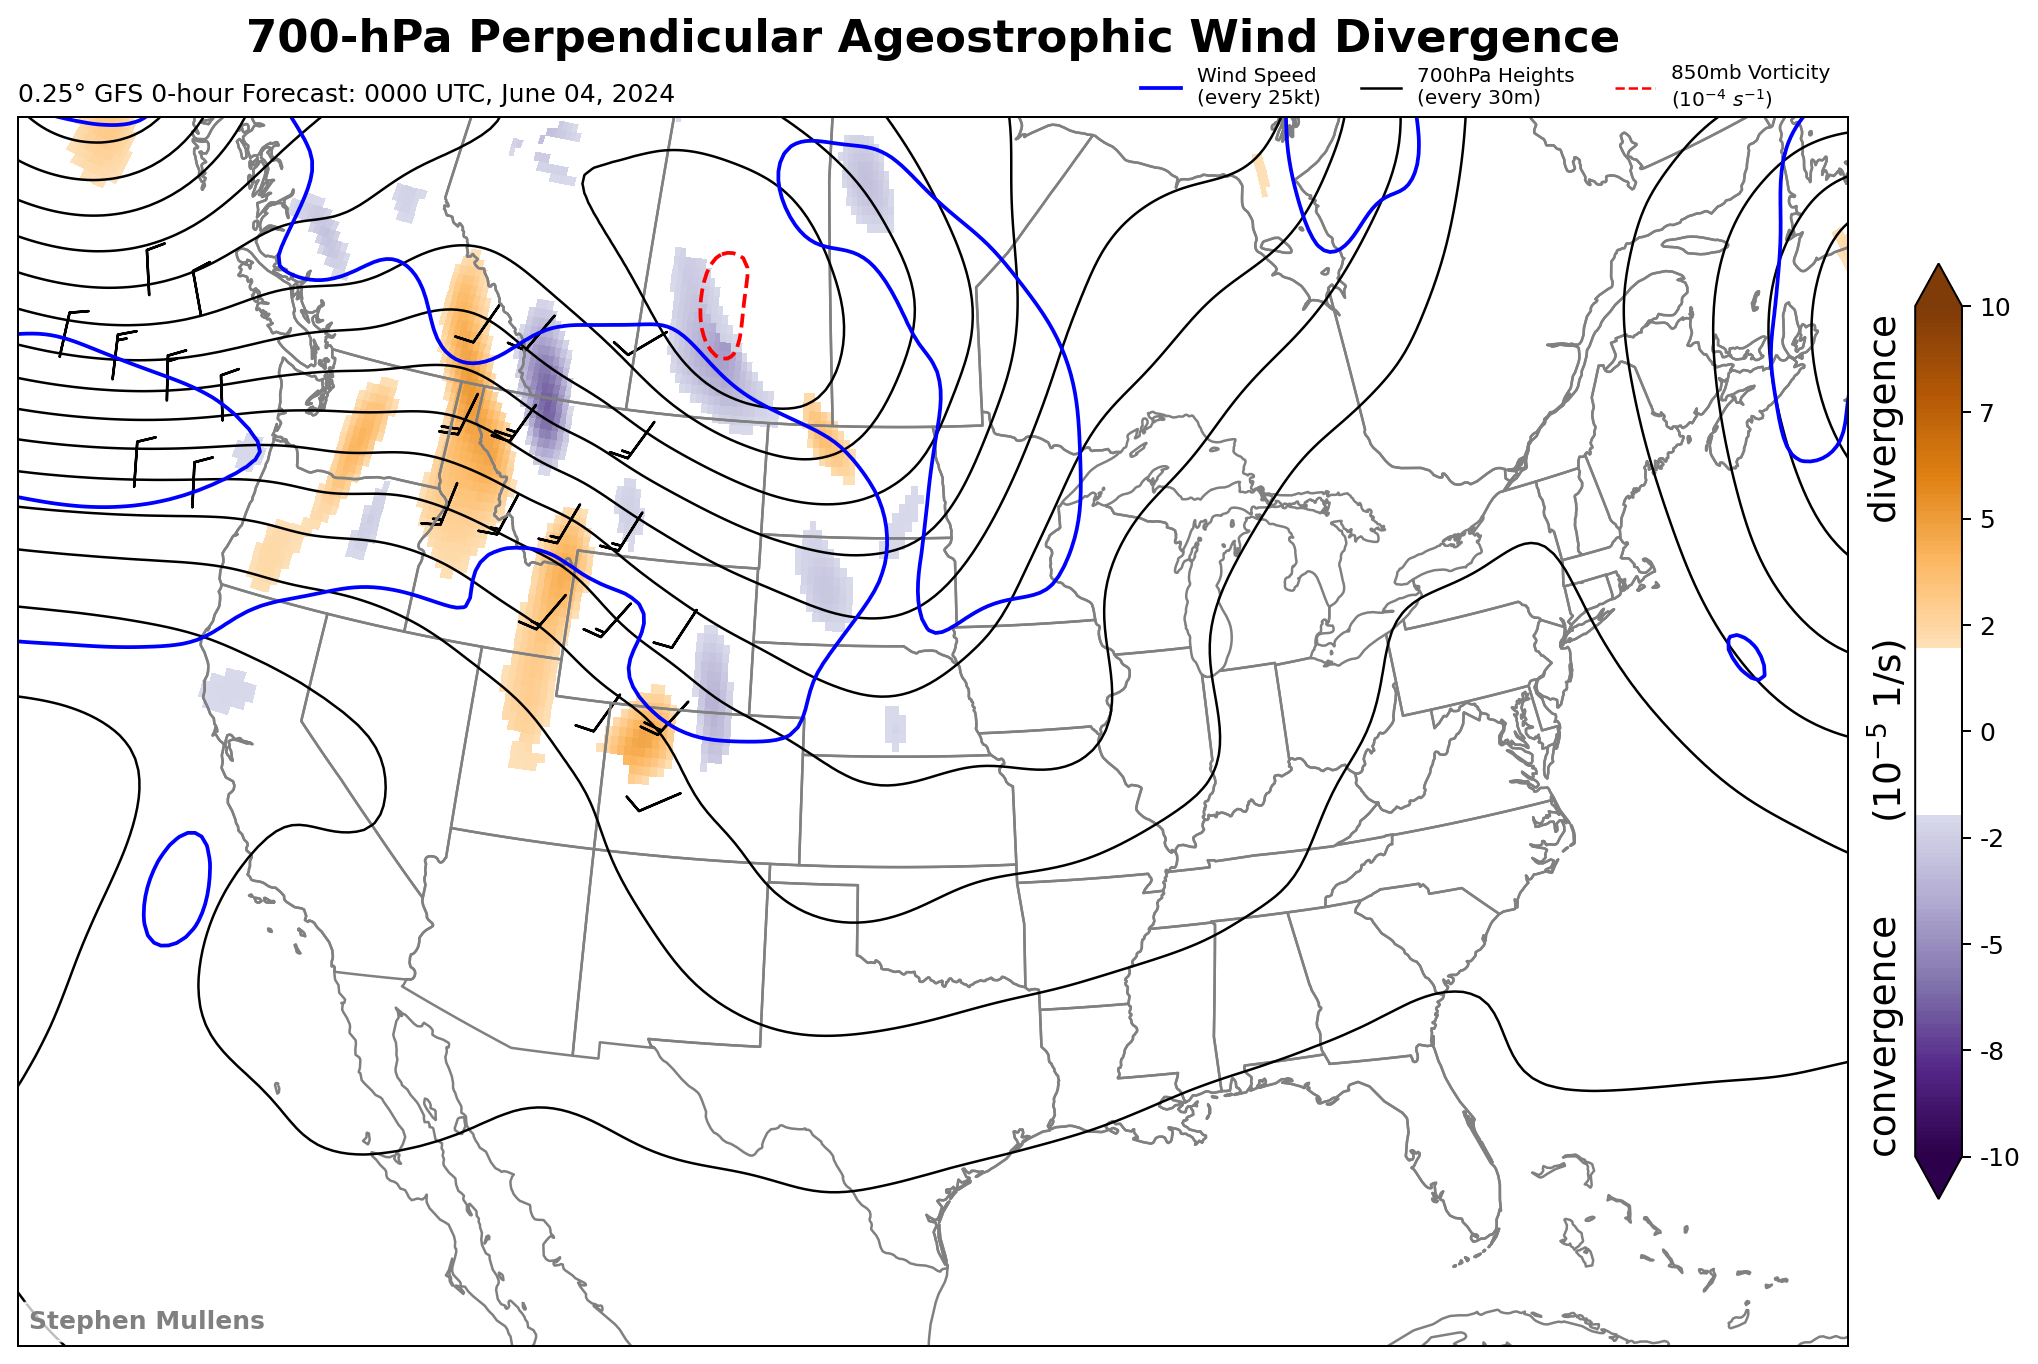 700-hPa Perpendicular Ageostrophic Wind Divergence
0.25° GFS 0-hour Forecast: 0000 UTC, June 04, 2024
Wind Speed
(every 25kt)
700hPa Heights
(every 30m)
850mb Vorticity
(10⁻⁴ s⁻¹)
10
7
5
2
0
-2
-5
-8
-10
convergence (10⁻⁵ 1/s) divergence
Stephen Mullens